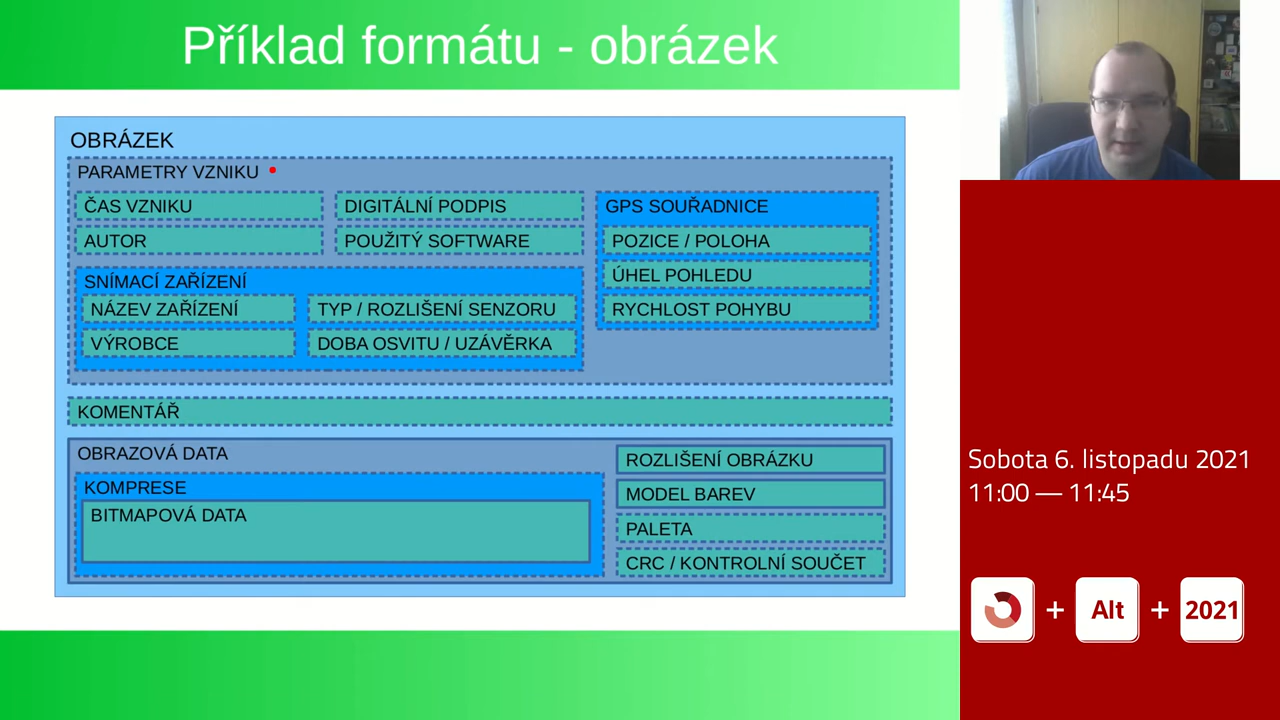 Příklad formátu - obrázek
OBRÁZEK
PARAMETRY VZNIKU
ČAS VZNIKU
DIGITÁLNÍ PODPIS
AUTOR
POUŽITÝ SOFTWARE
GPS SOUŘADNICE
POZICE / POLOHA
ÚHEL POHLEDU
RYCHLOST POHYBU
SNÍMACÍ ZAŘÍZENÍ
NÁZEV ZAŘÍZENÍ
TYP / ROZLIŠENÍ SENZORU
VÝROBCE
DOBA OSVITU / UZÁVĚRKA
KOMENTÁŘ
OBRAZOVÁ DATA
KOMPRESE
BITMAPOVÁ DATA
ROZLIŠENÍ OBRÁZKU
MODEL BAREV
PALETA
CRC / KONTROLNÍ SOUČET
Sobota 6. listopadu 2021
11:00 — 11:45
+ Alt + 2021